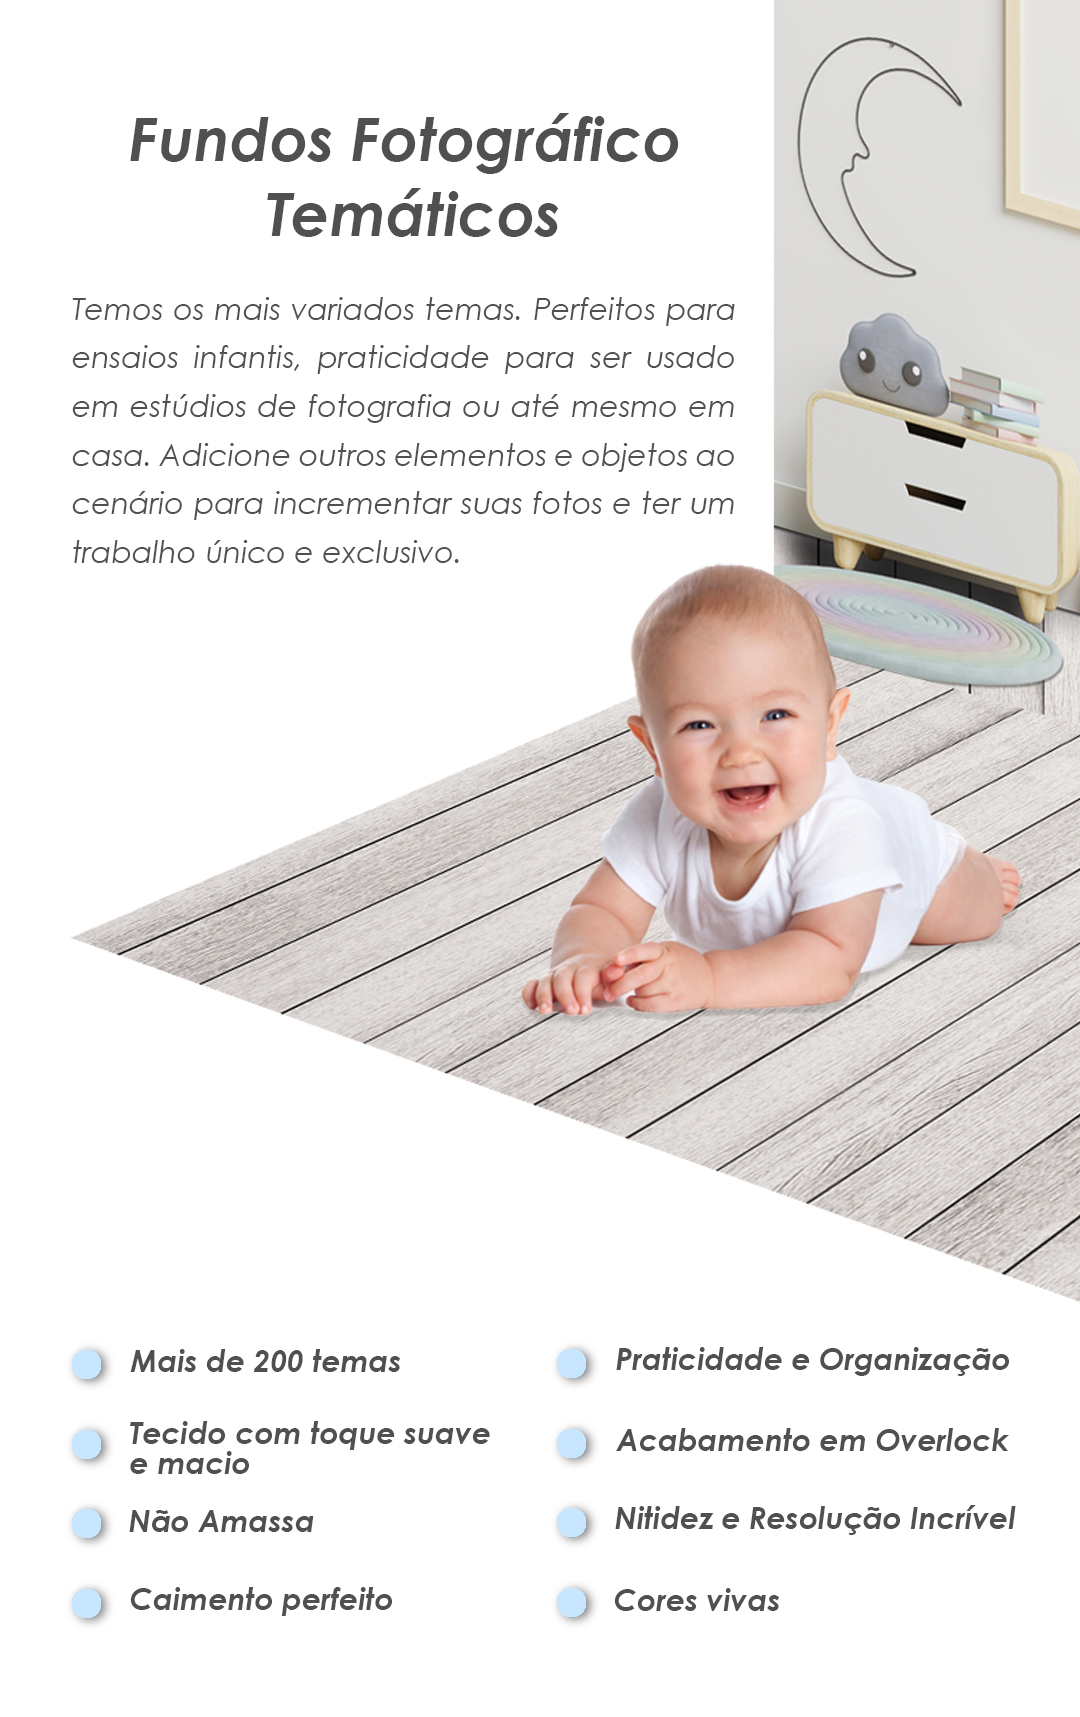 Fundos Fotográfico
Temáticos
Temos os mais variados temas. Perfeitos para
ensaios infantis, praticidade para ser usado
em estúdios de fotografia ou até mesmo em
casa. Adicione outros elementos e objetos ao
cenário para incrementar suas fotos e ter um
trabalho único e exclusivo.
Mais de 200 temas
Tecido com toque suave
e macio
Não Amassa
Caimento perfeito
Praticidade e Organização
Acabamento em Overlock
Nitidez e Resolução Incrível
Cores vivas